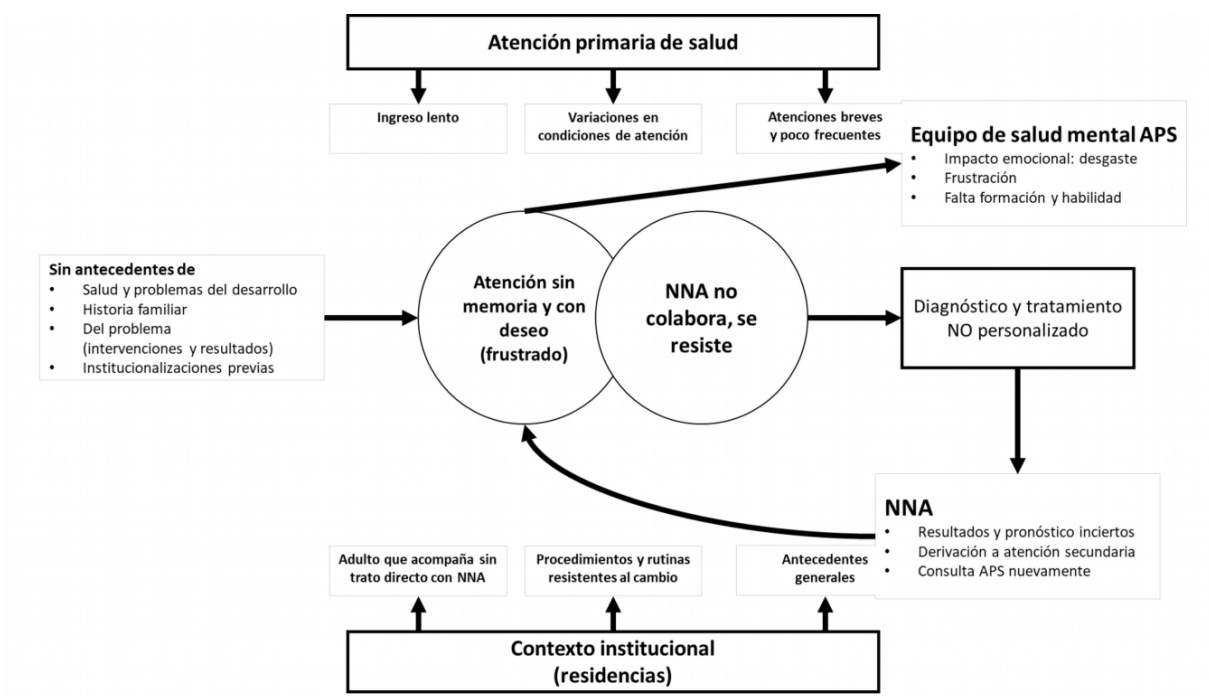 Atención primaria de salud
Ingreso lento
Variaciones en
condiciones de atención
Atenciones breves
y poco frecuentes
Equipo de salud mental APS
• Impacto emocional: desgaste
• Frustración
• Falta formación y habilidad
Sin antecedentes de
• Salud y problemas del desarrollo
• Historia familiar
• Del problema
(intervenciones y resultados)
• Institucionalizaciones previas
Atención sin
memoria y con
deseo
(frustrado)
NNA no
colabora, se
resiste
Diagnóstico y tratamiento
NO personalizado
NNA
• Resultados y pronóstico inciertos
• Derivación a atención secundaria
• Consulta APS nuevamente
Adulto que acompaña sin
trato directo con NNA
Procedimientos y rutinas
resistentes al cambio
Antecedentes
generales
Contexto institucional
(residencias)